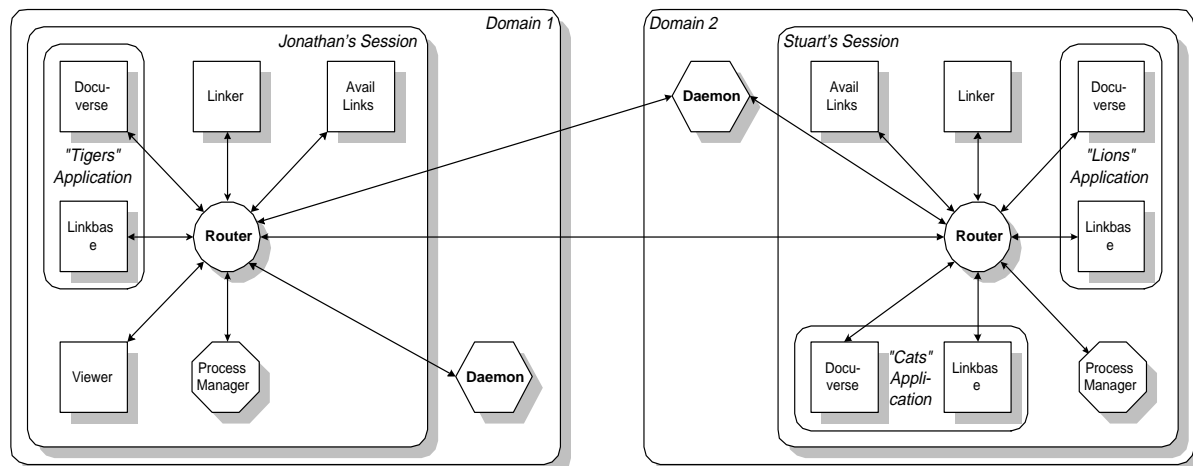 Domain 1
Jonathan's Session
Docu-
verse
Linker
Avail
Links
"Tigers"
Application
Linkbas
e
Router
Viewer
Process
Manager
Daemon
Domain 2
Stuart's Session
Daemon
Avail
Links
Linker
Docu-
verse
"Lions"
Application
Router
Linkbas
e
Docu-
verse
"Cats"
Appli-
cation
Linkbas
e
Process
Manager